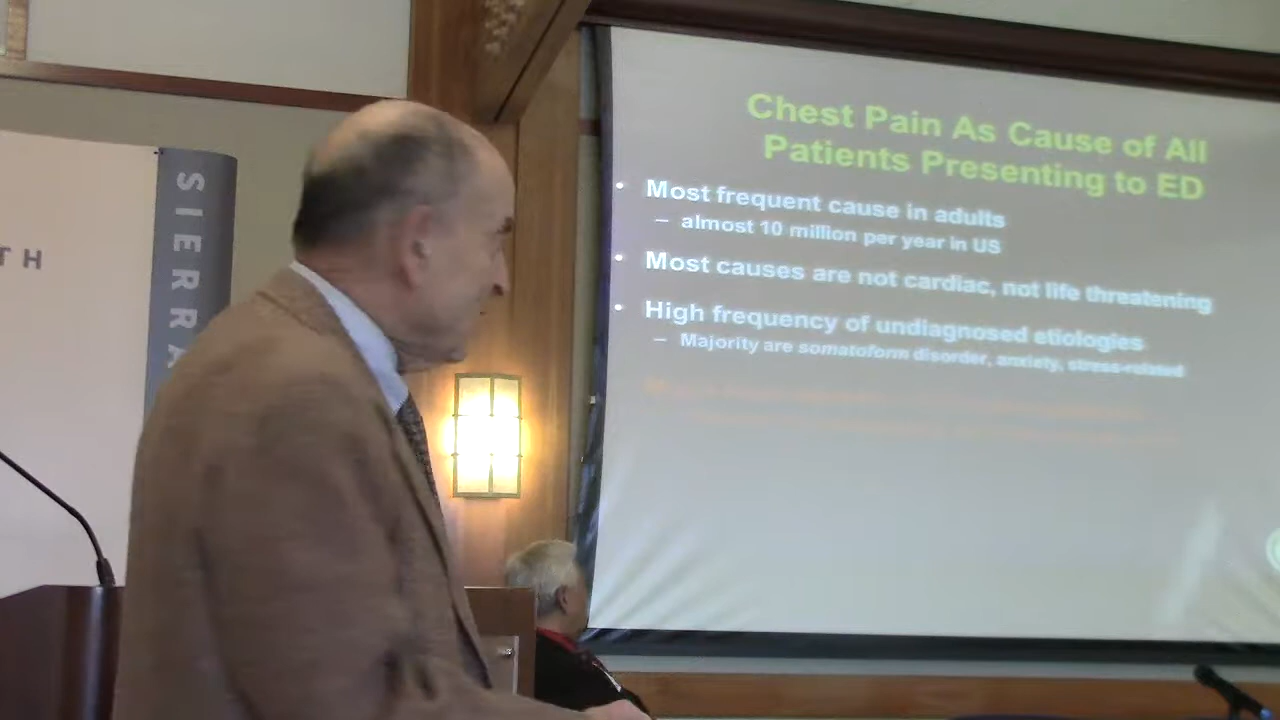 TH
SIERRA
Chest Pain As Cause of All
Patients Presenting to ED
• Most frequent cause in adults
– almost 10 million per year in US
• Most causes are not cardiac, not life threatening
• High frequency of undiagnosed etiologies
– Majority are somatoform disorder, anxiety, stress-related